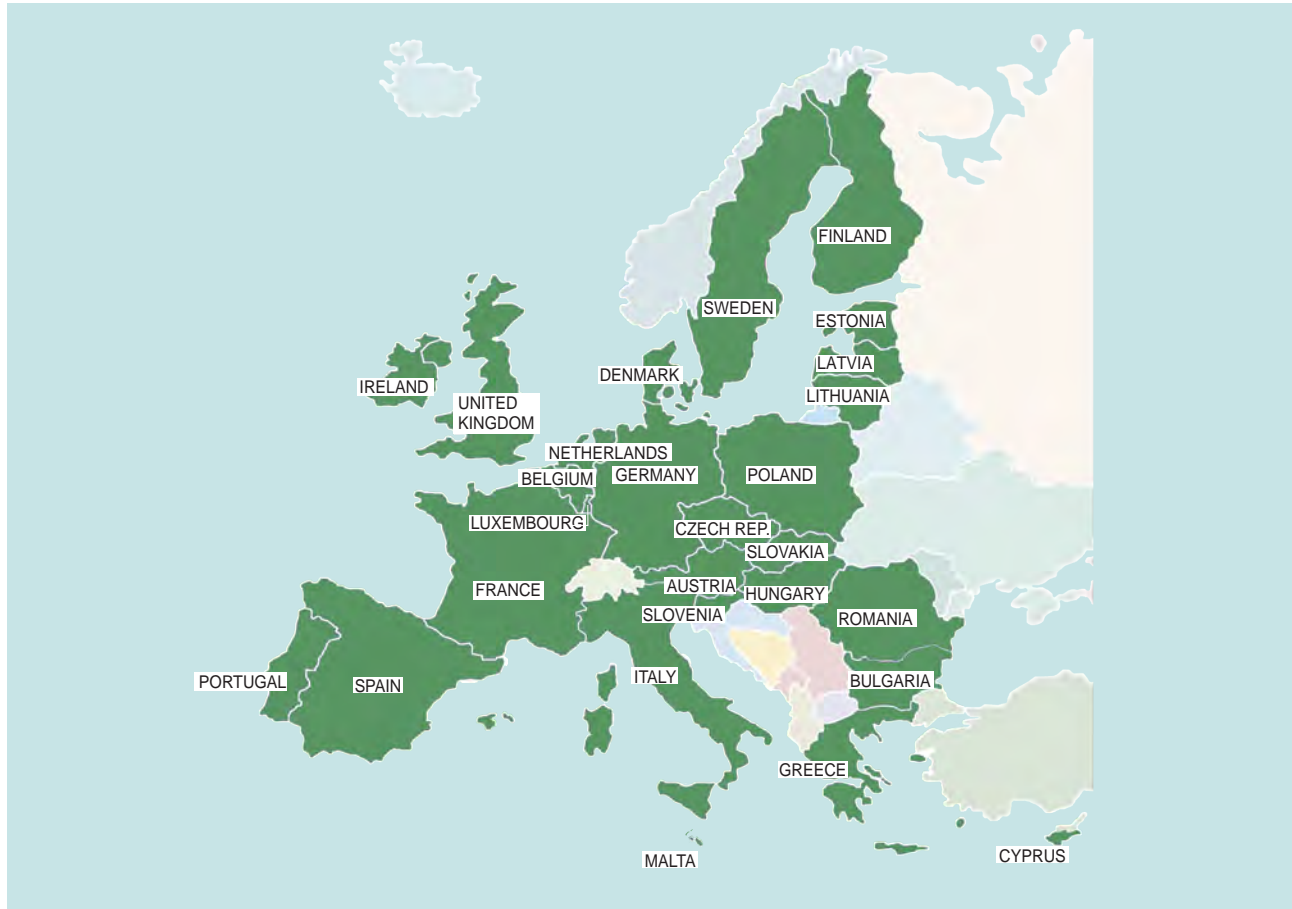 FINLAND
SWEDEN
ESTONIA
LATVIA
DENMARK
IRELAND
LITHUANIA
UNITED
KINGDOM
NETHERLANDS
BELGIUM
GERMANY
POLAND
LUXEMBOURG
CZECH REP.
SLOVAKIA
FRANCE
AUSTRIA
HUNGARY
SLOVENIA
ROMANIA
PORTUGAL
SPAIN
ITALY
BULGARIA
GREECE
MALTA
CYPRUS